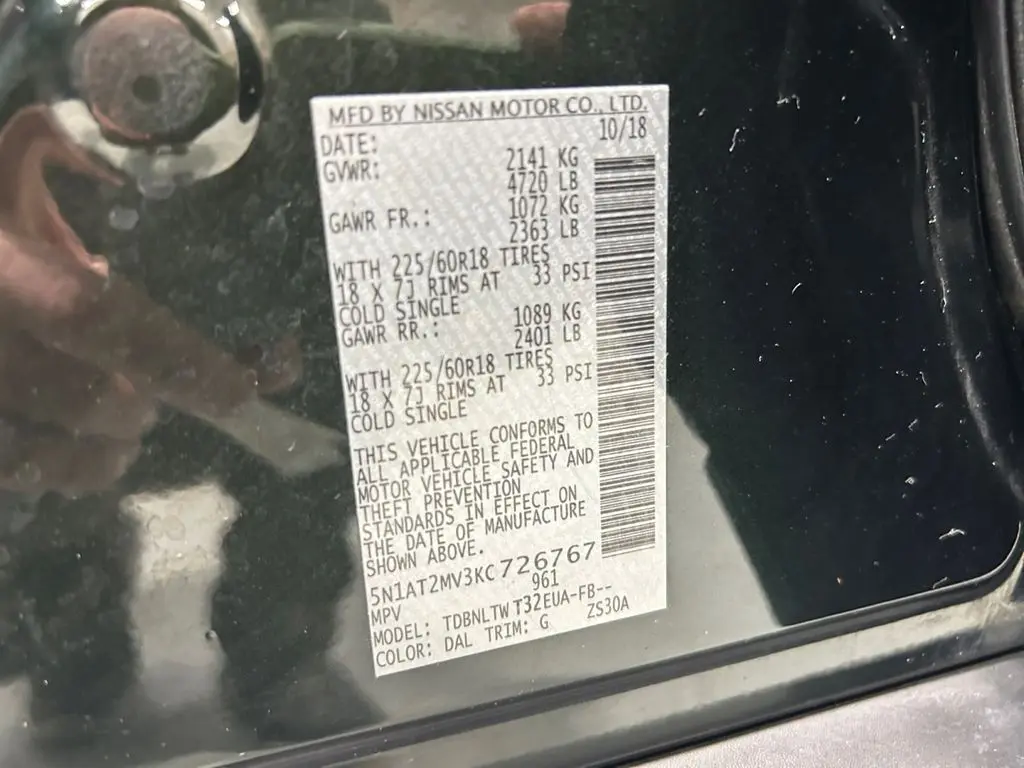 MFD BY NISSAN MOTOR CO., LTD.
DATE: 10/18
GVWR: 2141 KG
4720 LB
GAWR FR.: 1072 KG
2363 LB
WITH 225/60R18 TIRES
18 X 7J RIMS AT 33 PSI
COLD SINGLE
GAWR RR.: 1089 KG
2401 LB
WITH 225/60R18 TIRES
18 X 7J RIMS AT 33 PSI
COLD SINGLE
THIS VEHICLE CONFORMS TO
ALL APPLICABLE FEDERAL
MOTOR VEHICLE SAFETY AND
THEFT PREVENTION
STANDARDS IN EFFECT ON
THE DATE OF MANUFACTURE
SHOWN ABOVE.
5N1AT2MV3KC726767
MPV 961
MODEL: TDBNLTW T32EUA-FB--
COLOR: DAL TRIM: G ZS30A